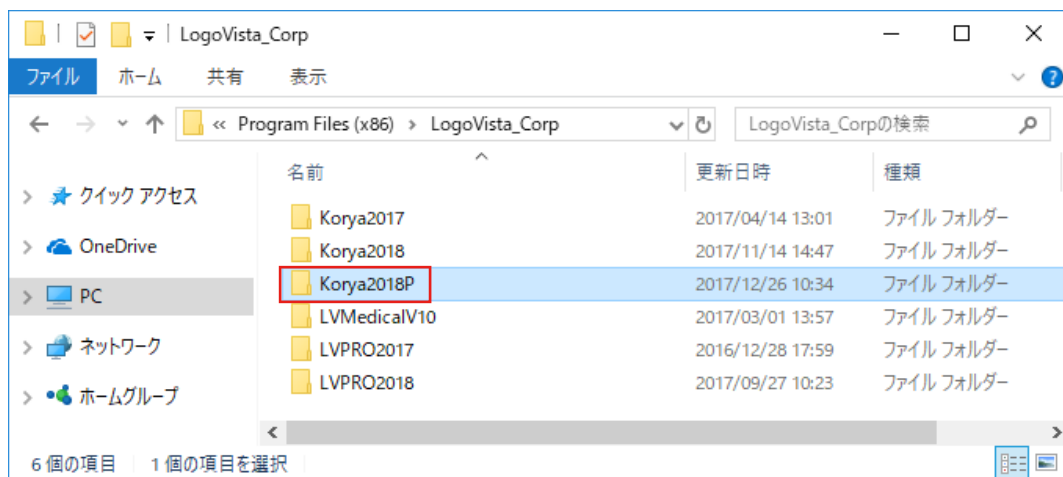 LogoVista_Corp
ファイル ホーム 共有 表示
« Program Files (x86) › LogoVista_Corp LogoVista_Corpの検索
名前 更新日時 種類
クイック アクセス
OneDrive
PC
ネットワーク
ホームグループ
Korya2017 2017/04/14 13:01 ファイル フォルダー
Korya2018 2017/11/14 14:47 ファイル フォルダー
Korya2018P 2017/12/26 10:34 ファイル フォルダー
LVMedicalV10 2017/03/01 13:57 ファイル フォルダー
LVPRO2017 2016/12/28 17:59 ファイル フォルダー
LVPRO2018 2017/09/27 10:23 ファイル フォルダー
6 個の項目 1 個の項目を選択